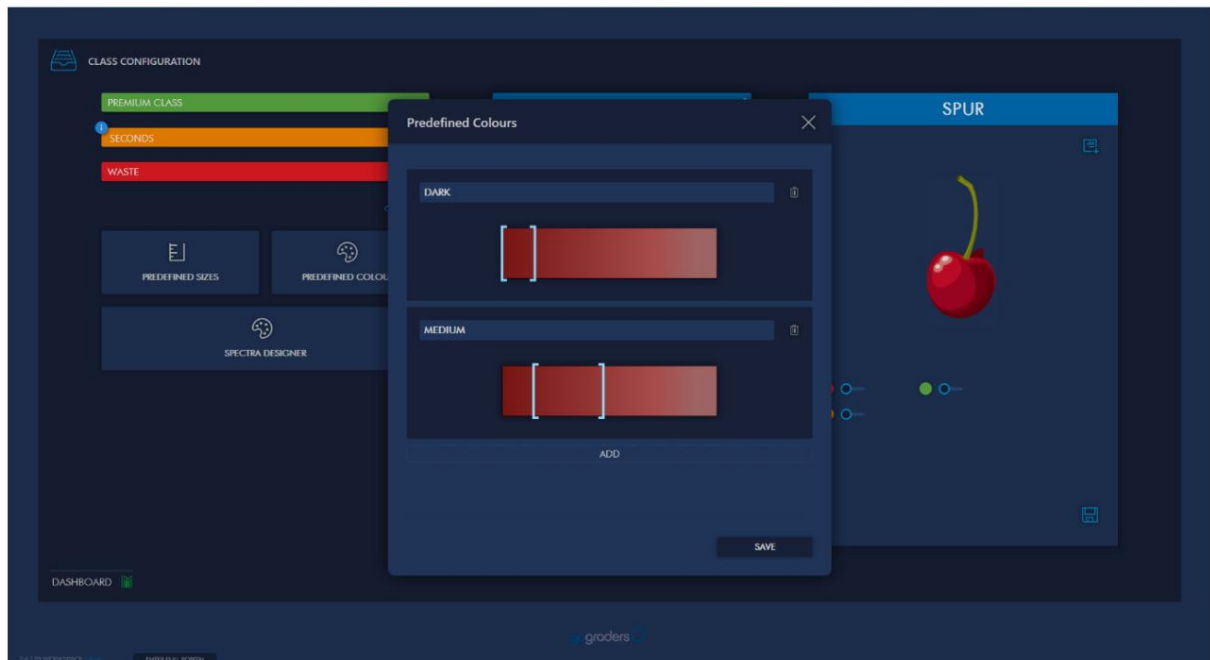 CLASS CONFIGURATION
PREMIUM CLASS
SECONDS
WASTE
PREDEFINED SIZES
PREDEFINED COLOU
SPECTRA DESIGNER
DASHBOARD
Predefined Colours
DARK
MEDIUM
ADD
SAVE
SPUR
graders